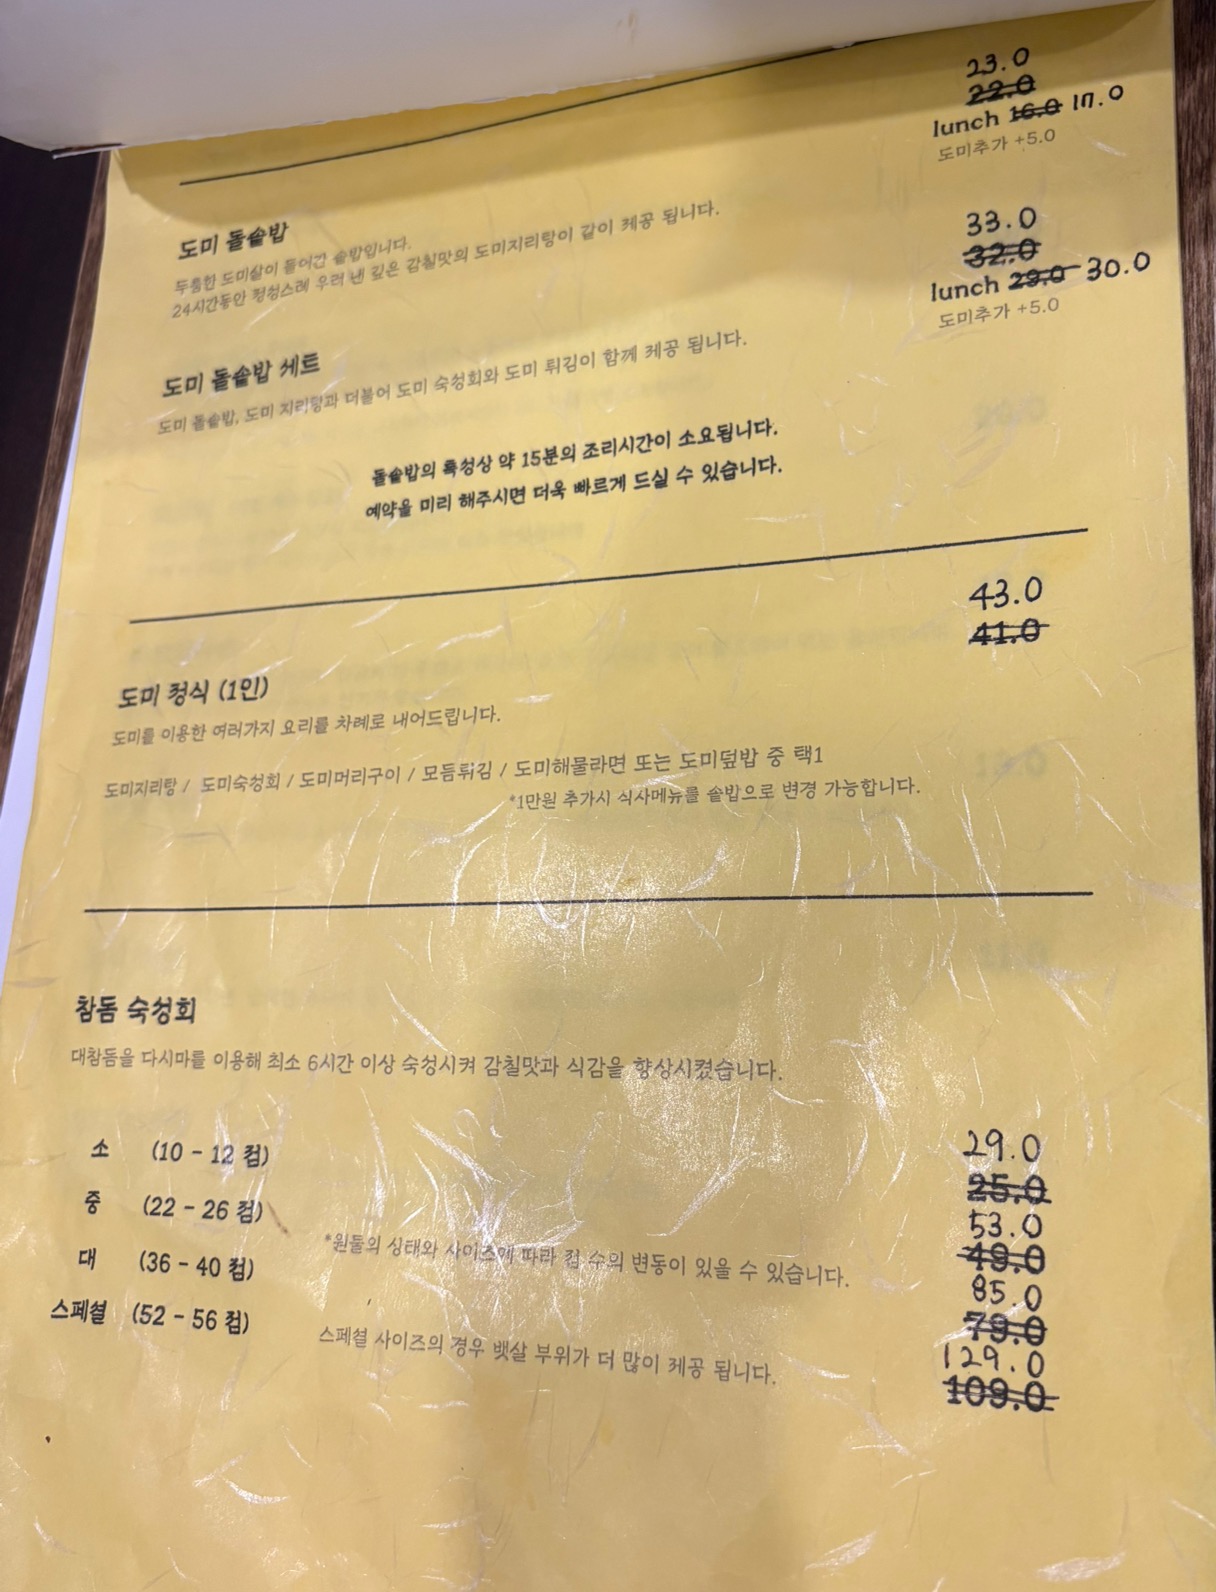 23.0
22.0
lunch 16.0 17.0
도미추가 +5.0
도미 돌솥밥
두툼한 도미살이 들어간 솥밥입니다.
24시간동안 정성스레 우려 낸 깊은 감칠맛의 도미지리탕이 같이 제공 됩니다.
33.0
32.0
lunch 29.0 30.0
도미추가 +5.0
도미 돌솥밥 세트
도미 돌솥밥, 도미 지리탕과 더불어 도미 숙성회와 도미 튀김이 함께 제공 됩니다.
돌솥밥의 특성상 약 15분의 조리시간이 소요됩니다.
예약을 미리 해주시면 더욱 빠르게 드실 수 있습니다.
43.0
41.0
도미 정식 (1인)
도미를 이용한 여러가지 요리를 차례로 내어드립니다.
도미지리탕 / 도미숙성회 / 도미머리구이 / 모듬튀김 / 도미해물라면 또는 도미덮밥 중 택1
*1만원 추가시 식사메뉴를 솥밥으로 변경 가능합니다.
참돔 숙성회
대참돔을 다시마를 이용해 최소 6시간 이상 숙성시켜 감칠맛과 식감을 향상시켰습니다.
소 (10 - 12 점) 29.0
25.0
중 (22 - 26 점) 53.0
49.0
*원물의 상태와 사이즈에 따라 점 수의 변동이 있을 수 있습니다.
대 (36 - 40 점) 85.0
79.0
스페셜 (52 - 56 점) 129.0
109.0
스페셜 사이즈의 경우 뱃살 부위가 더 많이 제공 됩니다.